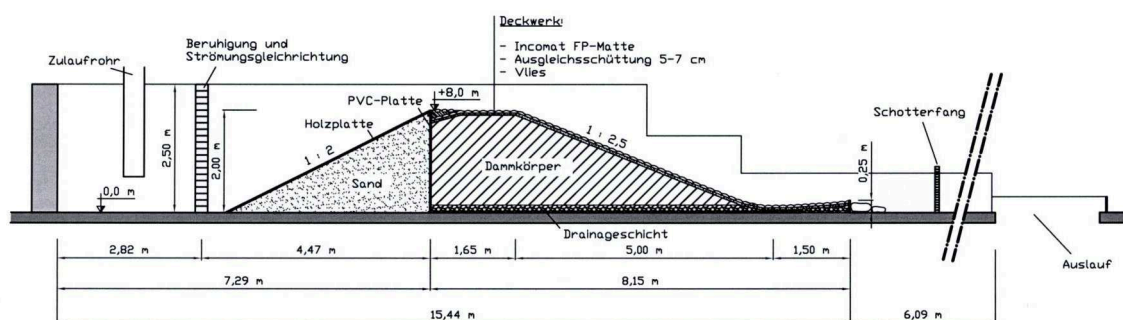 Deckwerk:
- Incomat FP-Matte
- Ausgleichsschüttung 5-7 cm
- Vlies
Beruhigung und
Strömungsgleichrichtung
Zulaufrohr
PVC-Platte
+8,0 m
Holzplatte
Schotterfang
1 : 2
1 : 2,5
2,50 m
2,00 m
0,25 m
Dammkörper
Sand
0,0 m
Drainageschicht
2,82 m
4,47 m
1,65 m
5,00 m
1,50 m
Auslauf
7,29 m
8,15 m
15,44 m
6,09 m